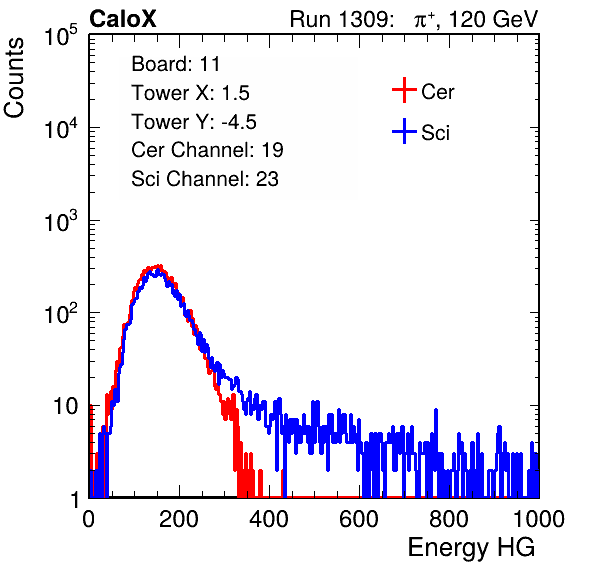 CaloX Run 1309: π⁺, 120 GeV
Counts
Board: 11
Tower X: 1.5
Tower Y: -4.5
Cer Channel: 19
Sci Channel: 23
Cer
Sci
10⁵
10⁴
10³
10²
10
1
0 200 400 600 800 1000
Energy HG